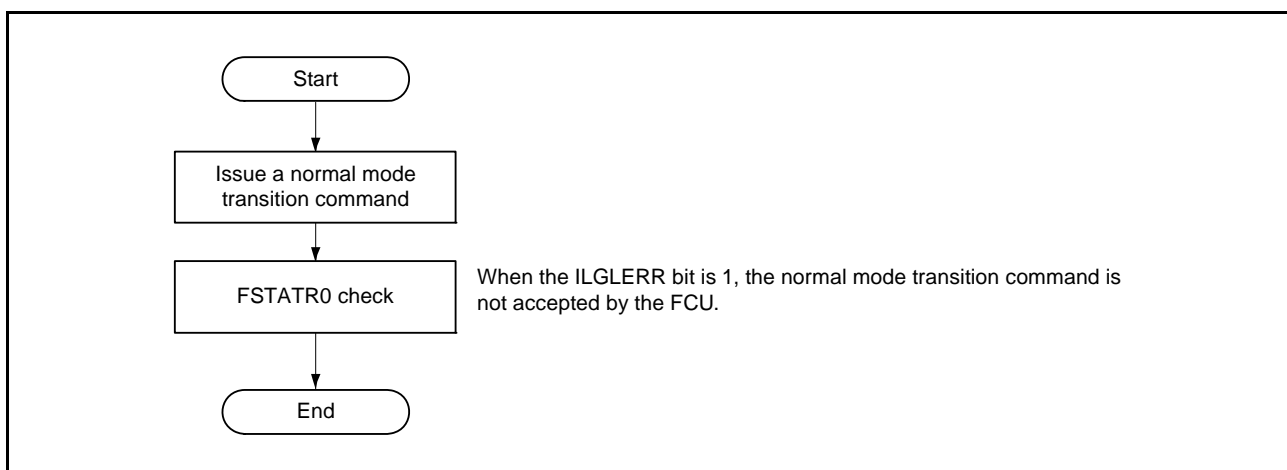 Start
Issue a normal mode
transition command
FSTATR0 check
When the ILGLERR bit is 1, the normal mode transition command is
not accepted by the FCU.
End